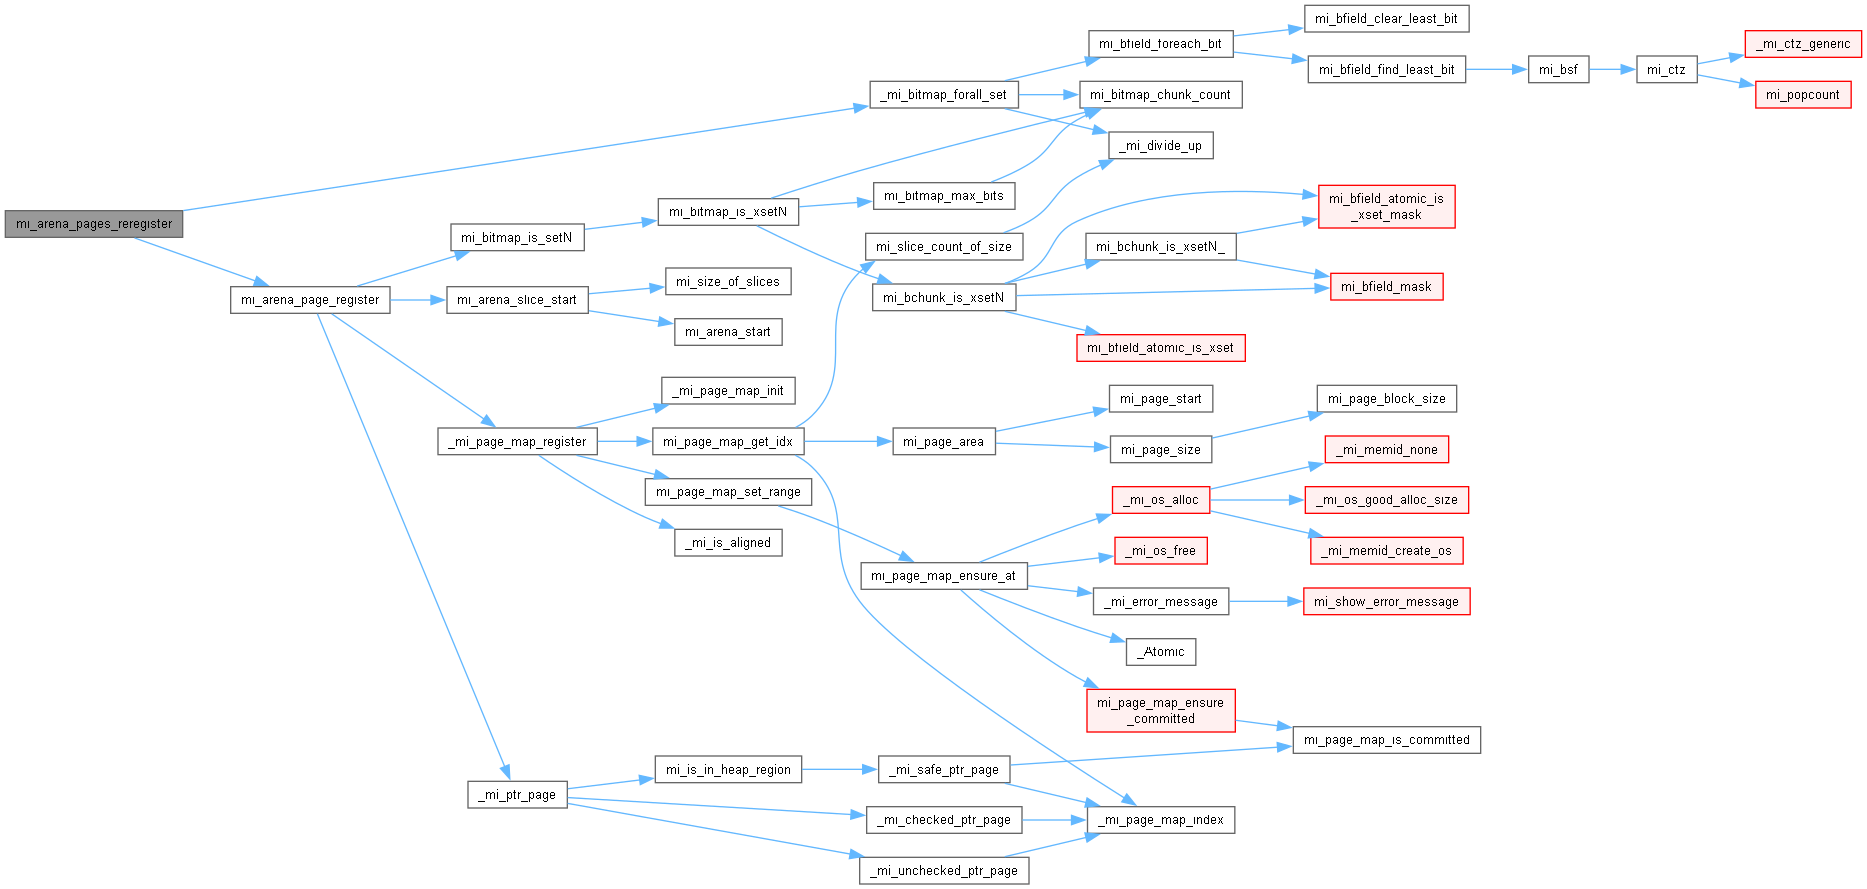 mi_bfield_clear_least_bit
mi_bfield_foreach_bit
_mi_ctz_generic
mi_bfield_find_least_bit
mi_bsf
mi_ctz
_mi_bitmap_forall_set
mi_bitmap_chunk_count
mi_popcount
_mi_divide_up
mi_bitmap_max_bits
mi_bfield_atomic_is
_xset_mask
mi_bitmap_is_xsetN
mi_arena_pages_reregister
mi_bitmap_is_setN
mi_slice_count_of_size
mi_bchunk_is_xsetN_
mi_size_of_slices
mi_bfield_mask
mi_arena_page_register
mi_arena_slice_start
mi_bchunk_is_xsetN
mi_arena_start
mi_bfield_atomic_is_xset
_mi_page_map_init
mi_page_start
mi_page_block_size
_mi_page_map_register
mi_page_map_get_idx
mi_page_area
mi_page_size
_mi_memid_none
mi_page_map_set_range
_mi_os_alloc
_mi_os_good_alloc_size
_mi_is_aligned
_mi_os_free
_mi_memid_create_os
mi_page_map_ensure_at
_mi_error_message
mi_show_error_message
_Atomic
mi_page_map_ensure
_committed
mi_page_map_is_committed
mi_is_in_heap_region
_mi_safe_ptr_page
_mi_ptr_page
_mi_checked_ptr_page
_mi_page_map_index
_mi_unchecked_ptr_page